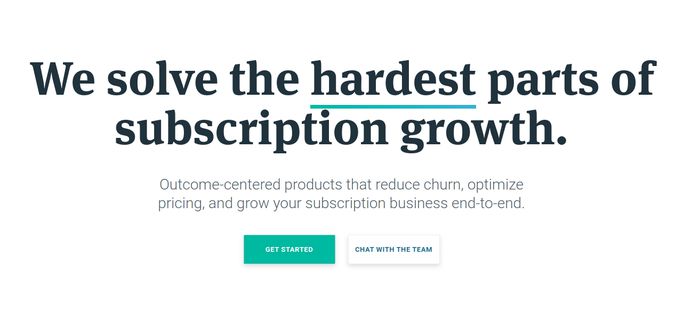 We solve the hardest parts of
subscription growth.
Outcome-centered products that reduce churn, optimize
pricing, and grow your subscription business end-to-end.
GET STARTED
CHAT WITH THE TEAM